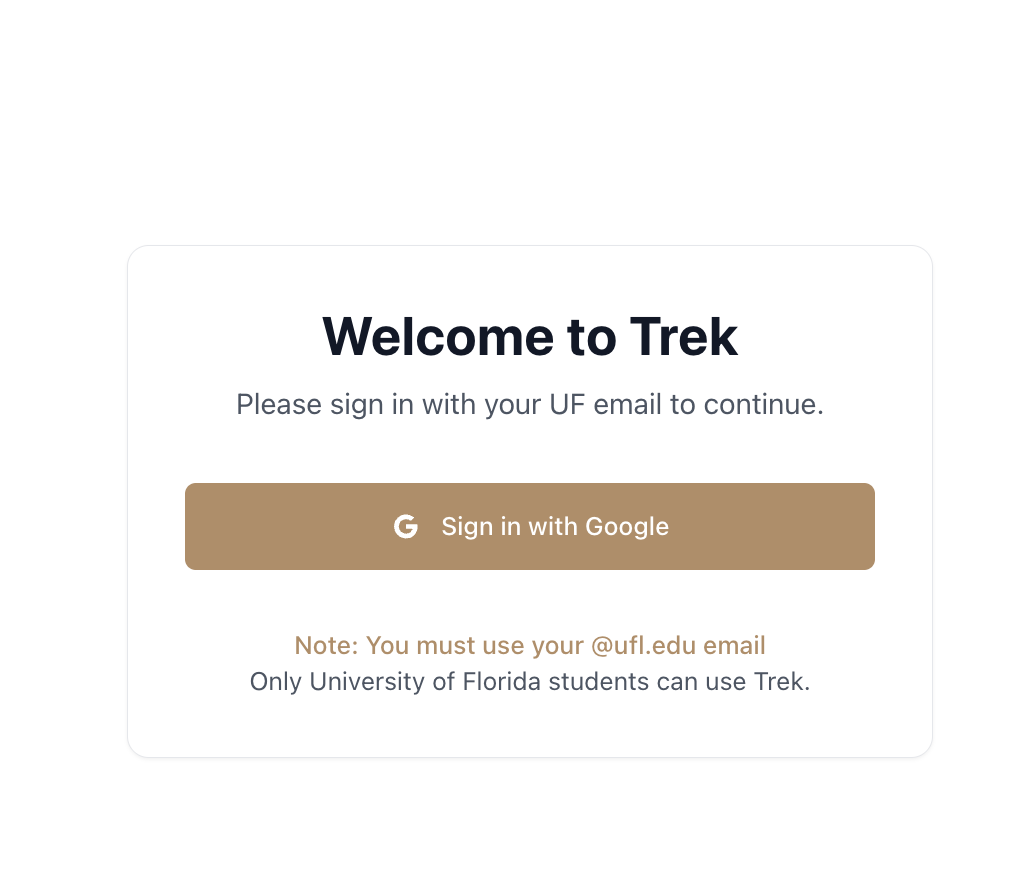 Welcome to Trek
Please sign in with your UF email to continue.
Sign in with Google
Note: You must use your @ufl.edu email
Only University of Florida students can use Trek.